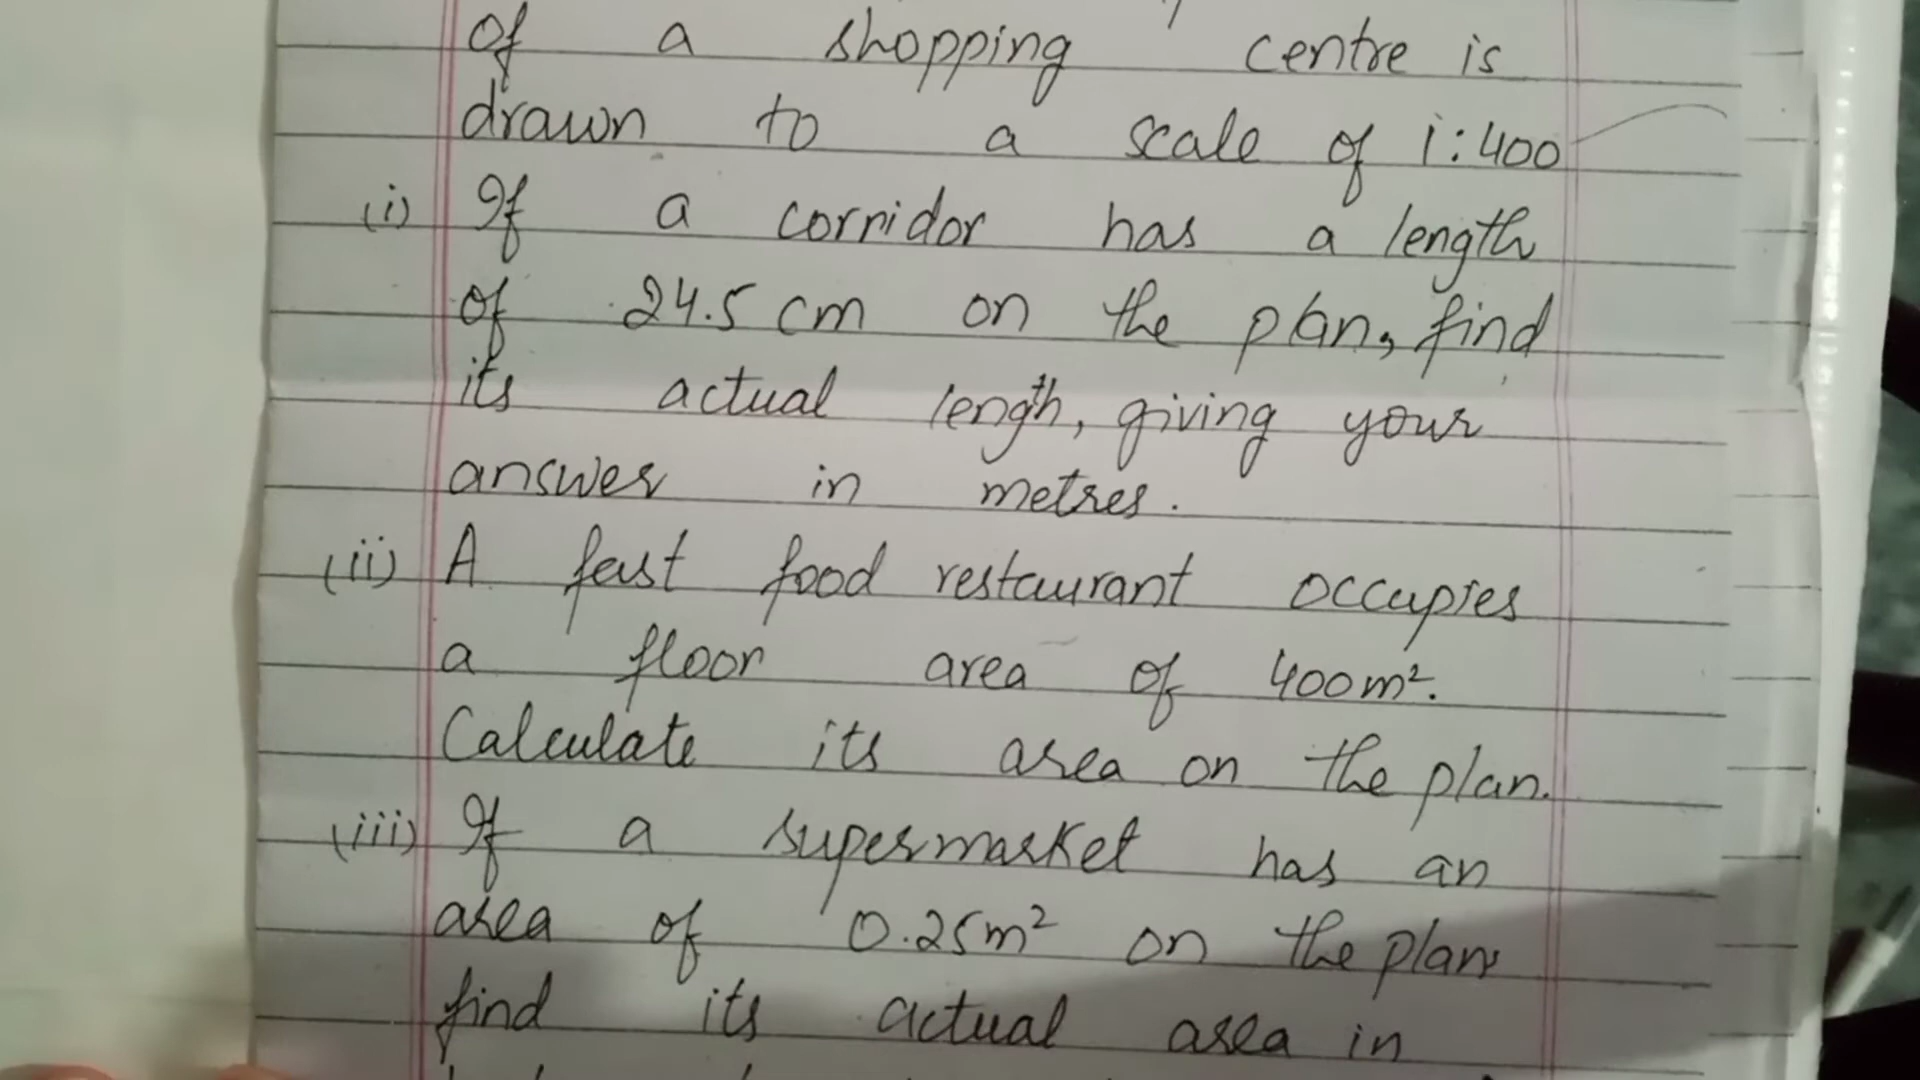 of a shopping centre is
drawn to a scale of 1:400
(i) If a corridor has a length
of 24.5 cm on the plan, find
its actual length, giving your
answer in metres.
(ii) A fast food restaurant occupies
a floor area of 400m².
Calculate its area on the plan.
(iii) If a supermarket has an
area of 0.25m² on the plan,
find its actual area in